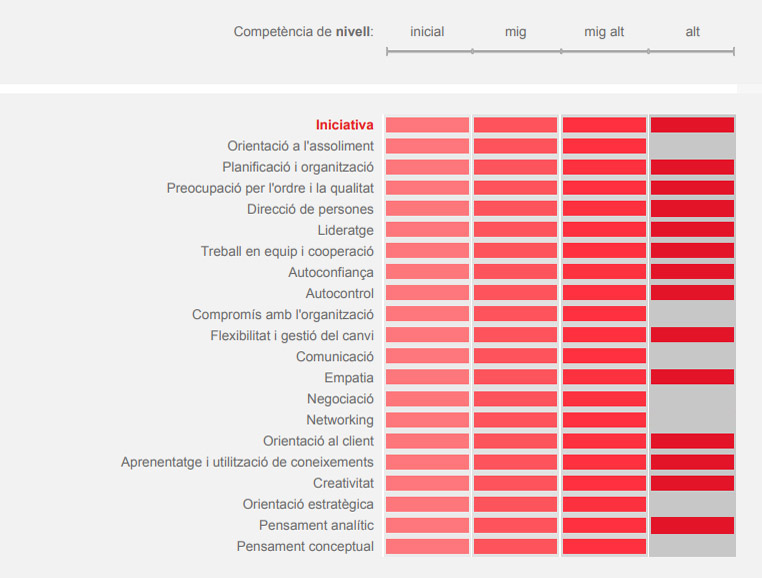 Competència de nivell: inicial mig mig alt alt
Iniciativa
Orientació a l'assoliment
Planificació i organització
Preocupació per l'ordre i la qualitat
Direcció de persones
Lideratge
Treball en equip i cooperació
Autoconfiança
Autocontrol
Compromís amb l'organització
Flexibilitat i gestió del canvi
Comunicació
Empatia
Negociació
Networking
Orientació al client
Aprenentatge i utilització de coneixements
Creativitat
Orientació estratègica
Pensament analític
Pensament conceptual